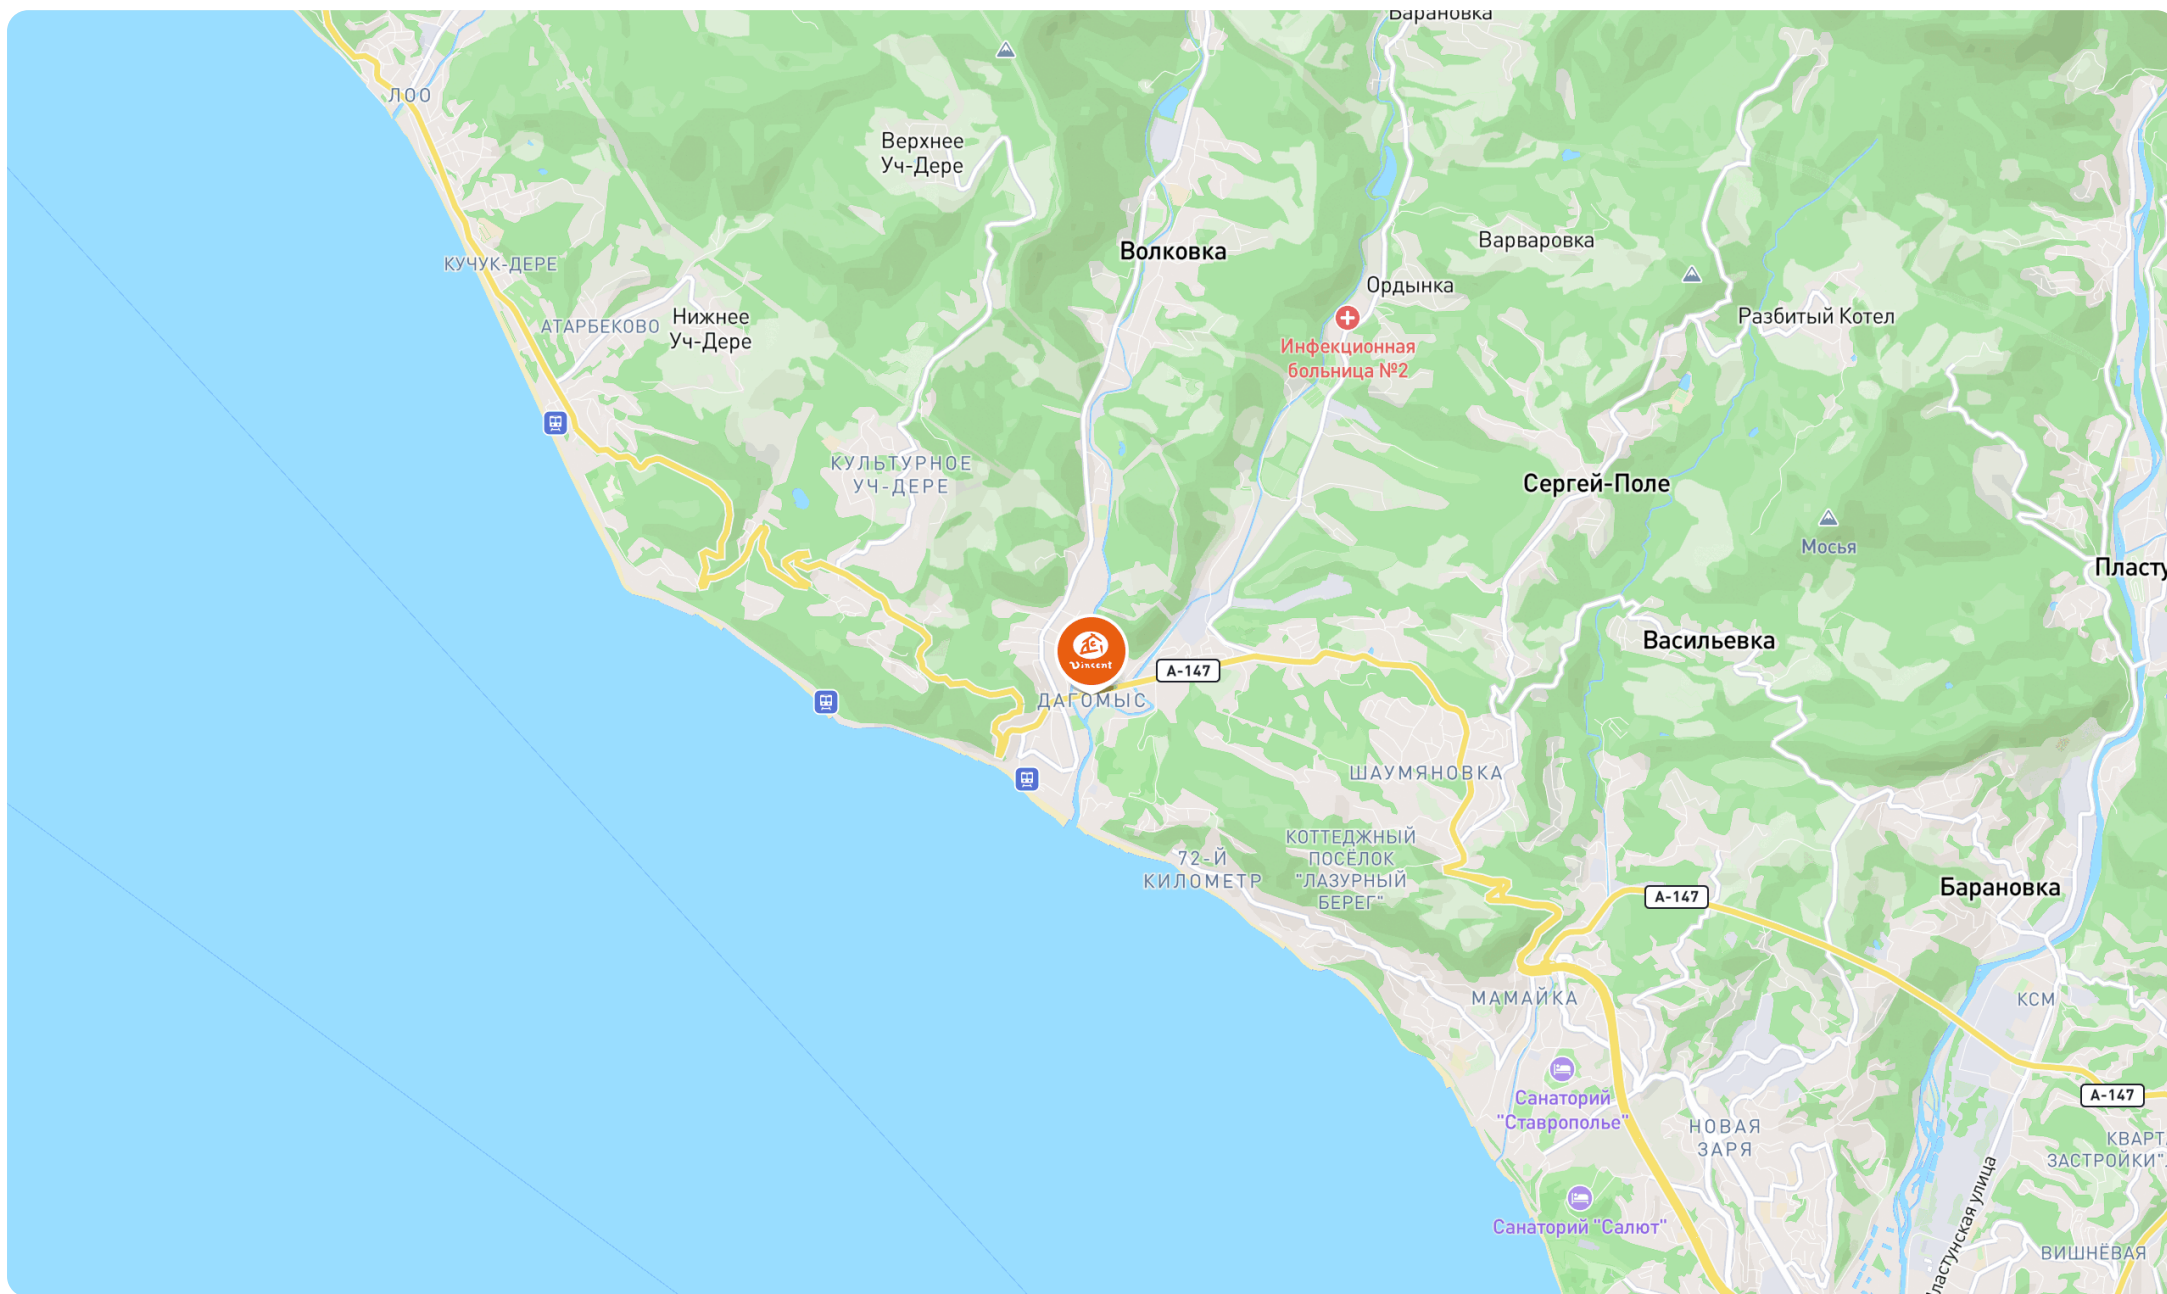 Барановка
ЛОО
Верхнее
Уч-Дере
Волковка
Варваровка
КУЧУК-ДЕРЕ
Ордынка
АТАРБЕКОВО
Нижнее
Уч-Дере
Разбитый Котел
Инфекционная
больница №2
КУЛЬТУРНОЕ
УЧ-ДЕРЕ
Сергей-Поле
Мосья
Пласту
Васильевка
Vincent
А-147
ДАГОМЫС
ШАУМЯНОВКА
КОТТЕДЖНЫЙ
ПОСЁЛОК
"ЛАЗУРНЫЙ
БЕРЕГ"
72-Й
КИЛОМЕТР
Барановка
А-147
МАМАЙКА
КСМ
Санаторий
"Ставрополье"
А-147
НОВАЯ
ЗАРЯ
КВАРТ
ЗАСТРОЙКИ"
Санаторий "Салют"
ластунская улица
ВИШНЁВАЯ